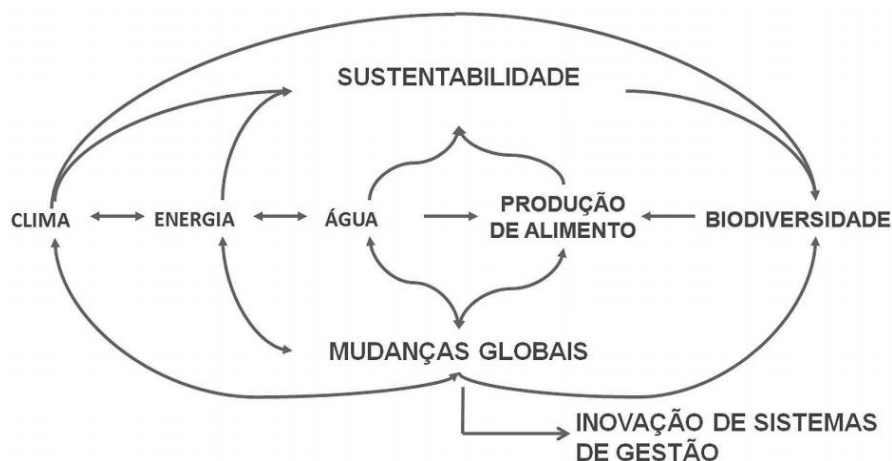 SUSTENTABILIDADE
CLIMA
ENERGIA
ÁGUA
PRODUÇÃO
DE ALIMENTO
BIODIVERSIDADE
MUDANÇAS GLOBAIS
INOVAÇÃO DE SISTEMAS
DE GESTÃO